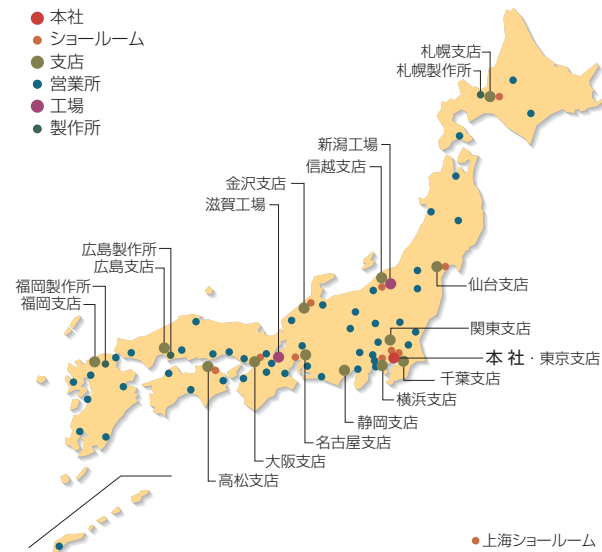 本社
ショールーム
支店
営業所
工場
製作所
札幌支店
札幌製作所
新潟工場
信越支店
金沢支店
滋賀工場
広島製作所
広島支店
福岡製作所
福岡支店
仙台支店
関東支店
本 社・東京支店
千葉支店
横浜支店
静岡支店
名古屋支店
大阪支店
高松支店
上海ショールーム